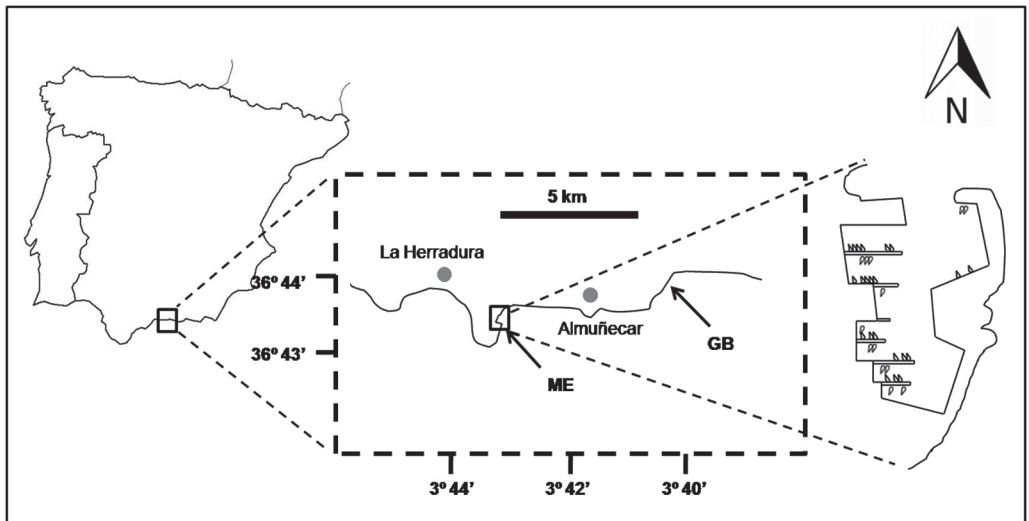 N
5 km
La Herradura
36º 44'
Almuñecar
GB
36º 43'
ME
3º 44'
3º 42'
3º 40'